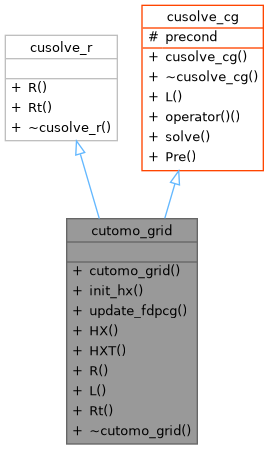 cusolve_r
+ R()
+ Rt()
+ ~cusolve_r()
cusolve_cg
# precond
+ cusolve_cg()
+ ~cusolve_cg()
+ L()
+ operator()()
+ solve()
+ Pre()
cutomo_grid
+ cutomo_grid()
+ init_hx()
+ update_fdpcg()
+ HX()
+ HXT()
+ R()
+ L()
+ Rt()
+ ~cutomo_grid()